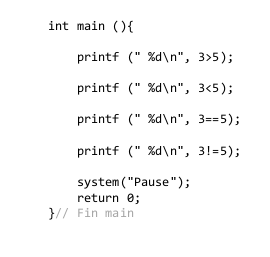 int main (){
printf (" %d\n", 3>5);
printf (" %d\n", 3<5);
printf (" %d\n", 3==5);
printf (" %d\n", 3!=5);
system("Pause");
return 0;
}// Fin main